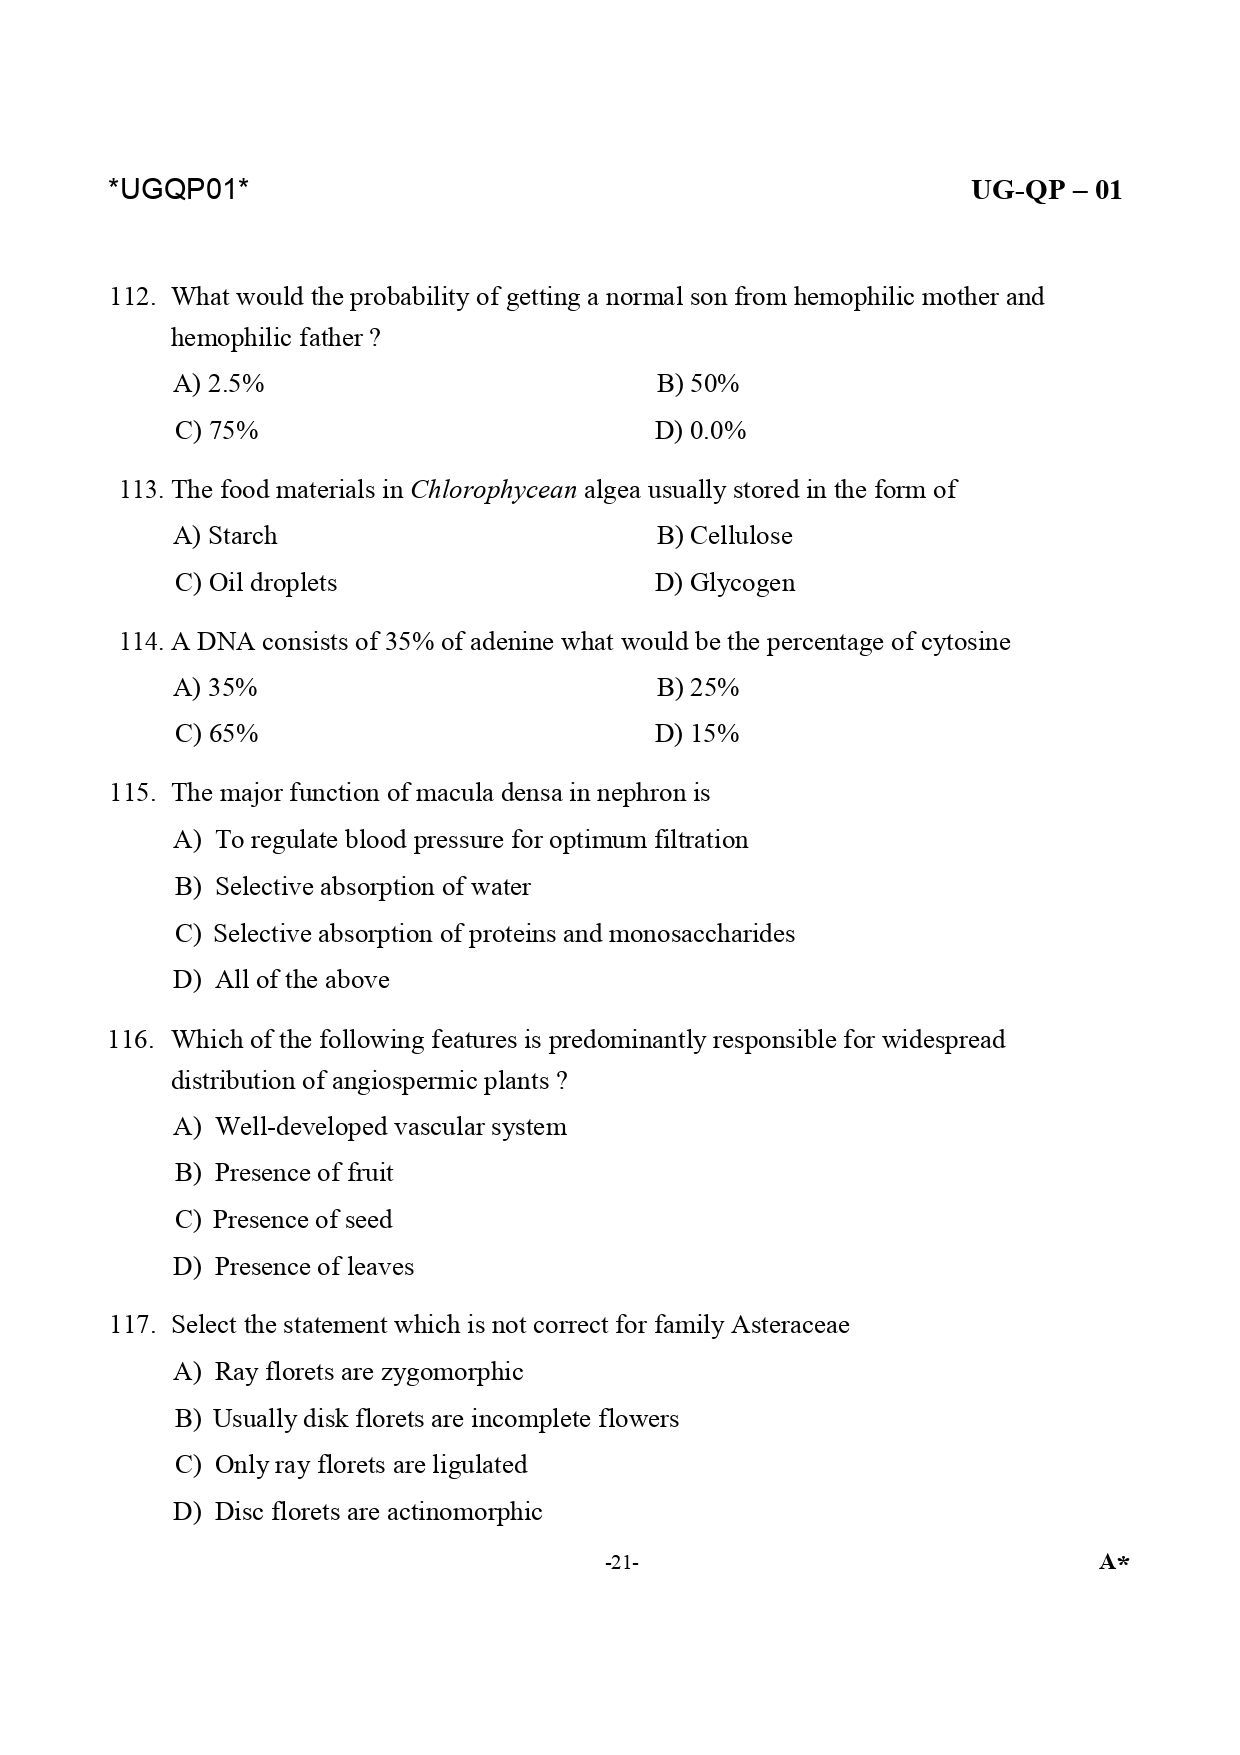 *UGQP01* UG-QP – 01
112. What would the probability of getting a normal son from hemophilic mother and
hemophilic father ?
A) 2.5% B) 50%
C) 75% D) 0.0%
113. The food materials in Chlorophycean algea usually stored in the form of
A) Starch B) Cellulose
C) Oil droplets D) Glycogen
114. A DNA consists of 35% of adenine what would be the percentage of cytosine
A) 35% B) 25%
C) 65% D) 15%
115. The major function of macula densa in nephron is
A) To regulate blood pressure for optimum filtration
B) Selective absorption of water
C) Selective absorption of proteins and monosaccharides
D) All of the above
116. Which of the following features is predominantly responsible for widespread
distribution of angiospermic plants ?
A) Well-developed vascular system
B) Presence of fruit
C) Presence of seed
D) Presence of leaves
117. Select the statement which is not correct for family Asteraceae
A) Ray florets are zygomorphic
B) Usually disk florets are incomplete flowers
C) Only ray florets are ligulated
D) Disc florets are actinomorphic
-21- A*